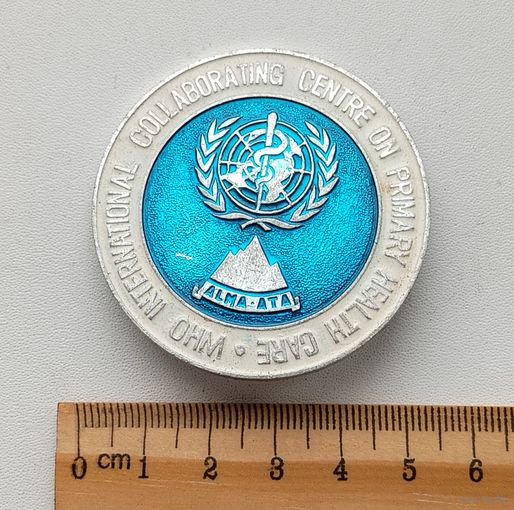 WHO INTERNATIONAL COLLABORATING CENTRE ON PRIMARY HEALTH CARE •
ALMA-ATA
0 cm 1 2 3 4 5 6